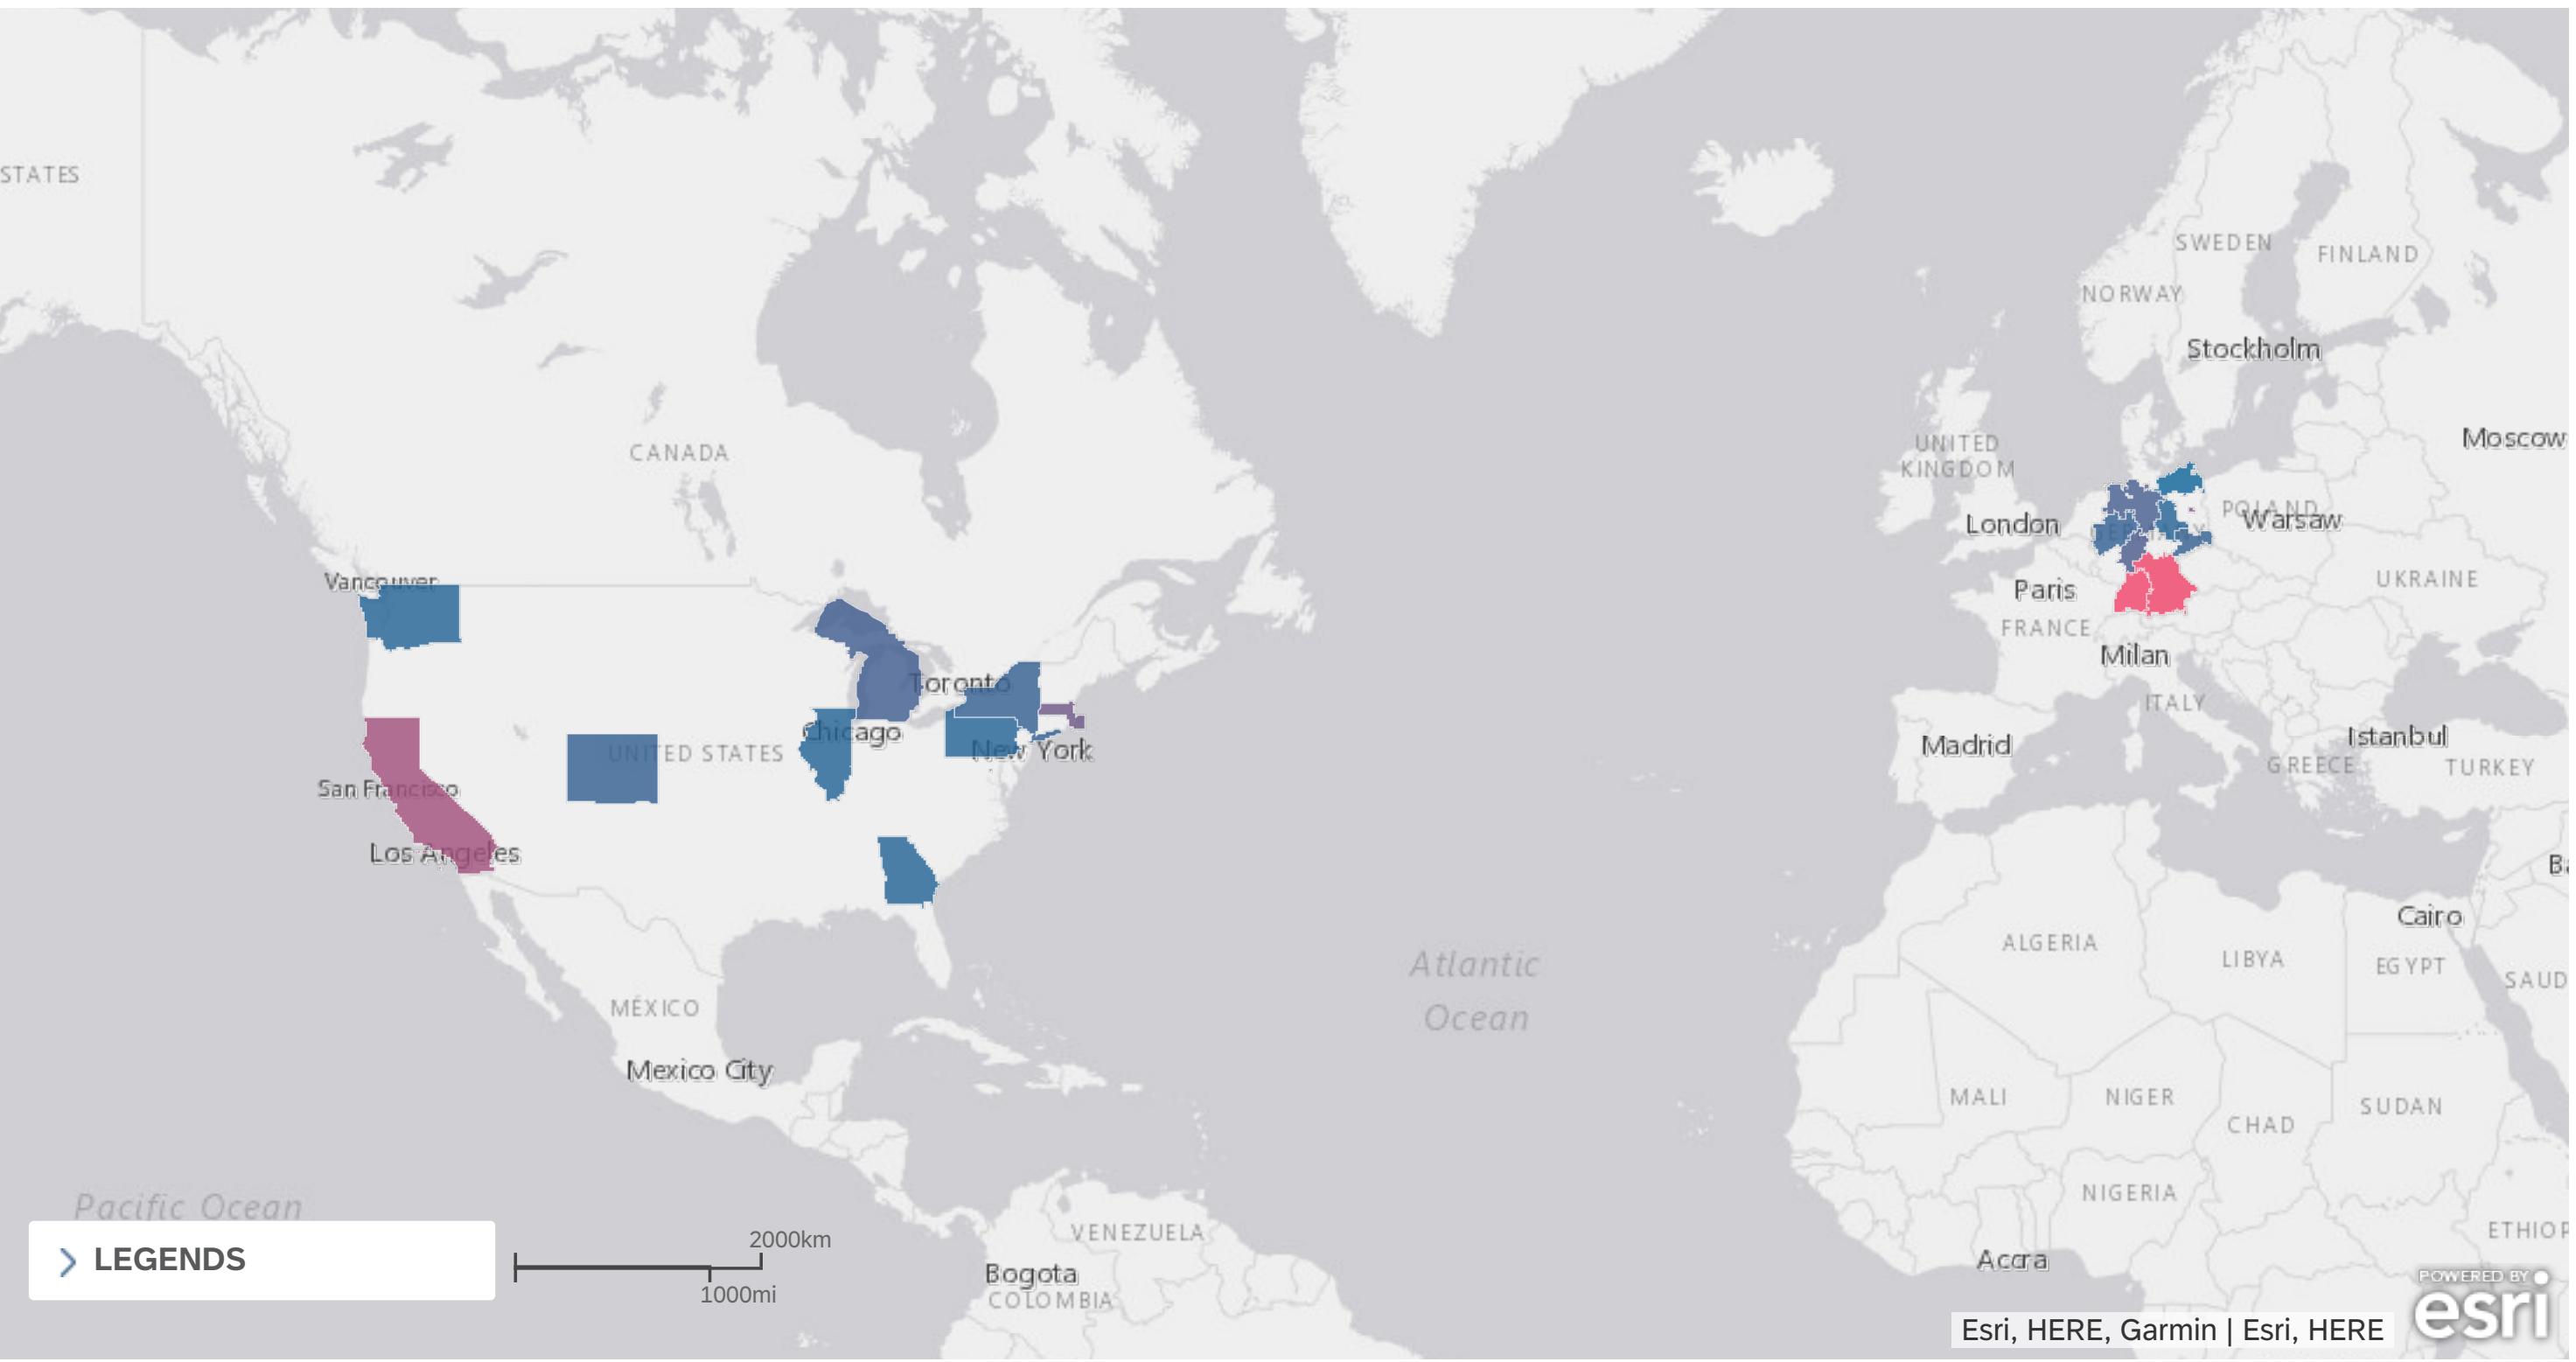 STATES
SWEDEN
FINLAND
NORWAY
Stockholm
Moscow
CANADA
UNITED
KINGDOM
POLAND
London
Warsaw
Vancouver
Paris
UKRAINE
FRANCE
Milan
Toronto
ITALY
Chicago
New York
UNITED STATES
Madrid
Istanbul
GREECE
TURKEY
San Francisco
Los Angeles
Ba
Cairo
ALGERIA
LIBYA
EGYPT
SAUD
Atlantic
Ocean
MÉXICO
Mexico City
MALI
NIGER
CHAD
SUDAN
NIGERIA
Pacific Ocean
VENEZUELA
ETHIOP
LEGENDS
2000km
1000mi
Bogota
COLOMBIA
Accra
POWERED BY
esri
Esri, HERE, Garmin | Esri, HERE